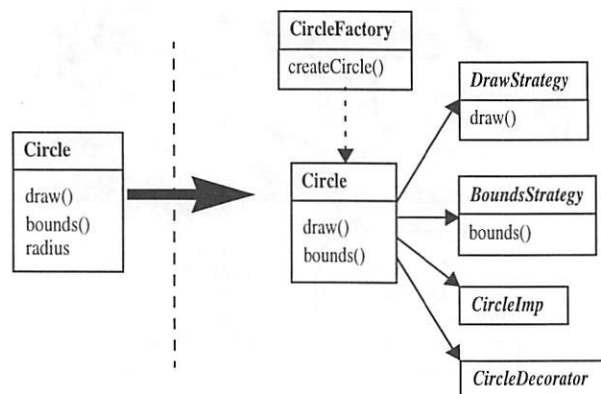 Circle
draw()
bounds()
radius
CircleFactory
createCircle()
Circle
draw()
bounds()
DrawStrategy
draw()
BoundsStrategy
bounds()
CircleImp
CircleDecorator